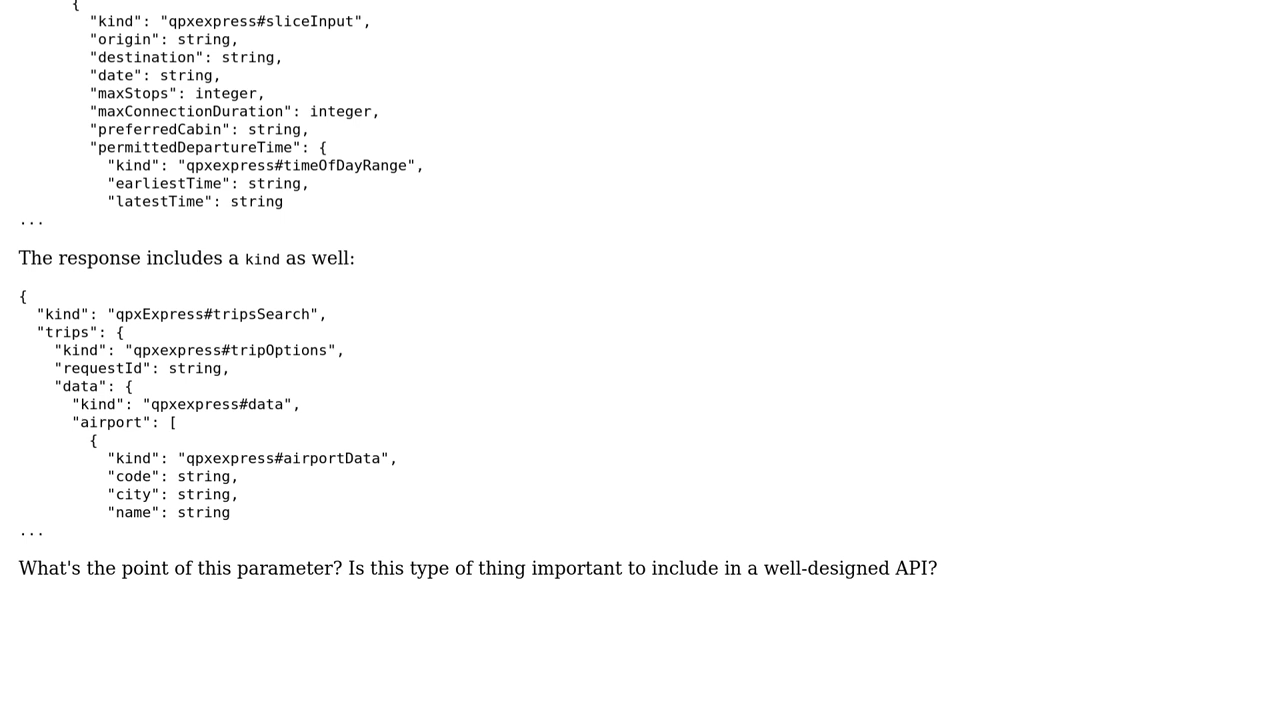 {
"kind": "qpxexpress#sliceInput",
"origin": string,
"destination": string,
"date": string,
"maxStops": integer,
"maxConnectionDuration": integer,
"preferredCabin": string,
"permittedDepartureTime": {
"kind": "qpxexpress#timeOfDayRange",
"earliestTime": string,
"latestTime": string
...
The response includes a kind as well:
{
"kind": "qpxExpress#tripsSearch",
"trips": {
"kind": "qpxexpress#tripOptions",
"requestId": string,
"data": {
"kind": "qpxexpress#data",
"airport": [
{
"kind": "qpxexpress#airportData",
"code": string,
"city": string,
"name": string
...
What's the point of this parameter? Is this type of thing important to include in a well-designed API?